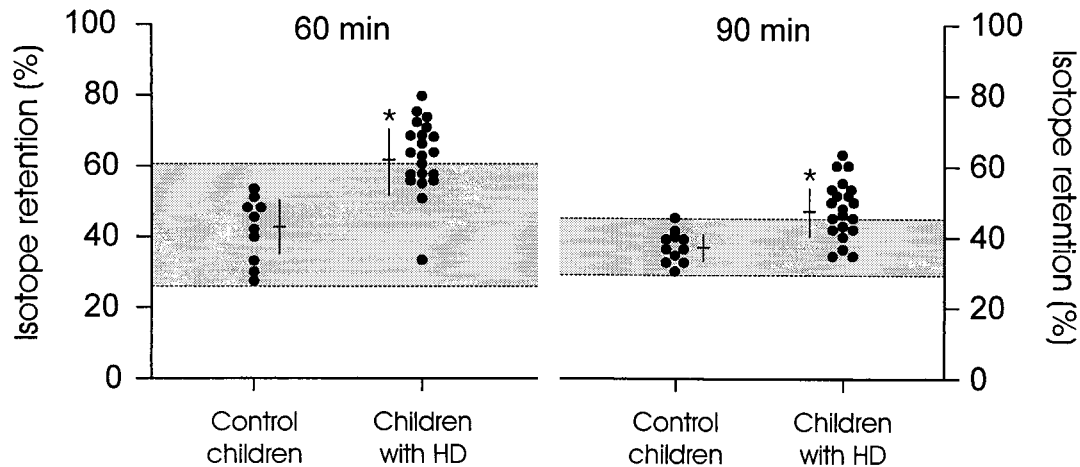 Isotope retention (%)
100
80
60
40
20
0
60 min
*
Control
children
Children
with HD
90 min
*
Control
children
Children
with HD
100
80
60
40
20
0
Isotope retention (%)